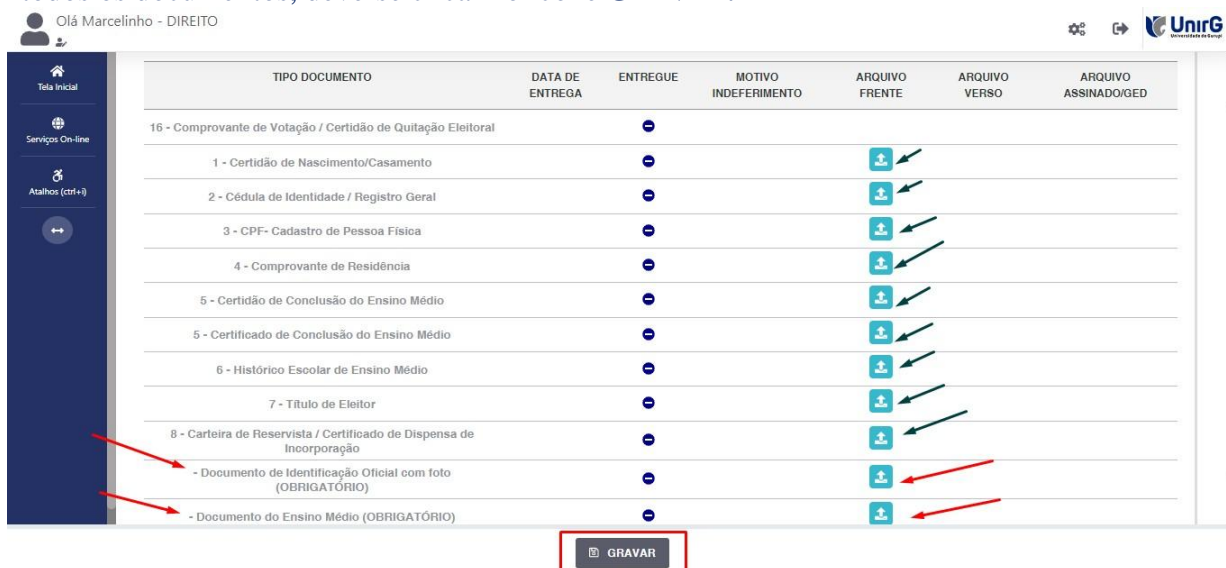 Olá Marcelinho - DIREITO
UnirG
Universidade de Gurupi
Tela Inicial
Serviços On-line
Atalhos (ctrl+i)
TIPO DOCUMENTO
DATA DE ENTREGA
ENTREGUE
MOTIVO INDEFERIMENTO
ARQUIVO FRENTE
ARQUIVO VERSO
ARQUIVO ASSINADO/GED
16 - Comprovante de Votação / Certidão de Quitação Eleitoral
1 - Certidão de Nascimento/Casamento
2 - Cédula de Identidade / Registro Geral
3 - CPF- Cadastro de Pessoa Física
4 - Comprovante de Residência
5 - Certidão de Conclusão do Ensino Médio
5 - Certificado de Conclusão do Ensino Médio
6 - Histórico Escolar de Ensino Médio
7 - Título de Eleitor
8 - Carteira de Reservista / Certificado de Dispensa de
Incorporação
- Documento de Identificação Oficial com foto
(OBRIGATÓRIO)
- Documento do Ensino Médio (OBRIGATÓRIO)
GRAVAR